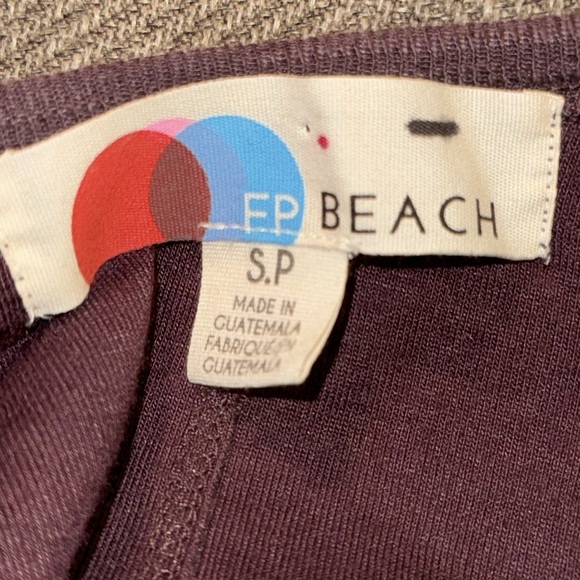 FP BEACH
S.P
MADE IN
GUATEMALA
FABRIQUÉ EN
GUATEMALA